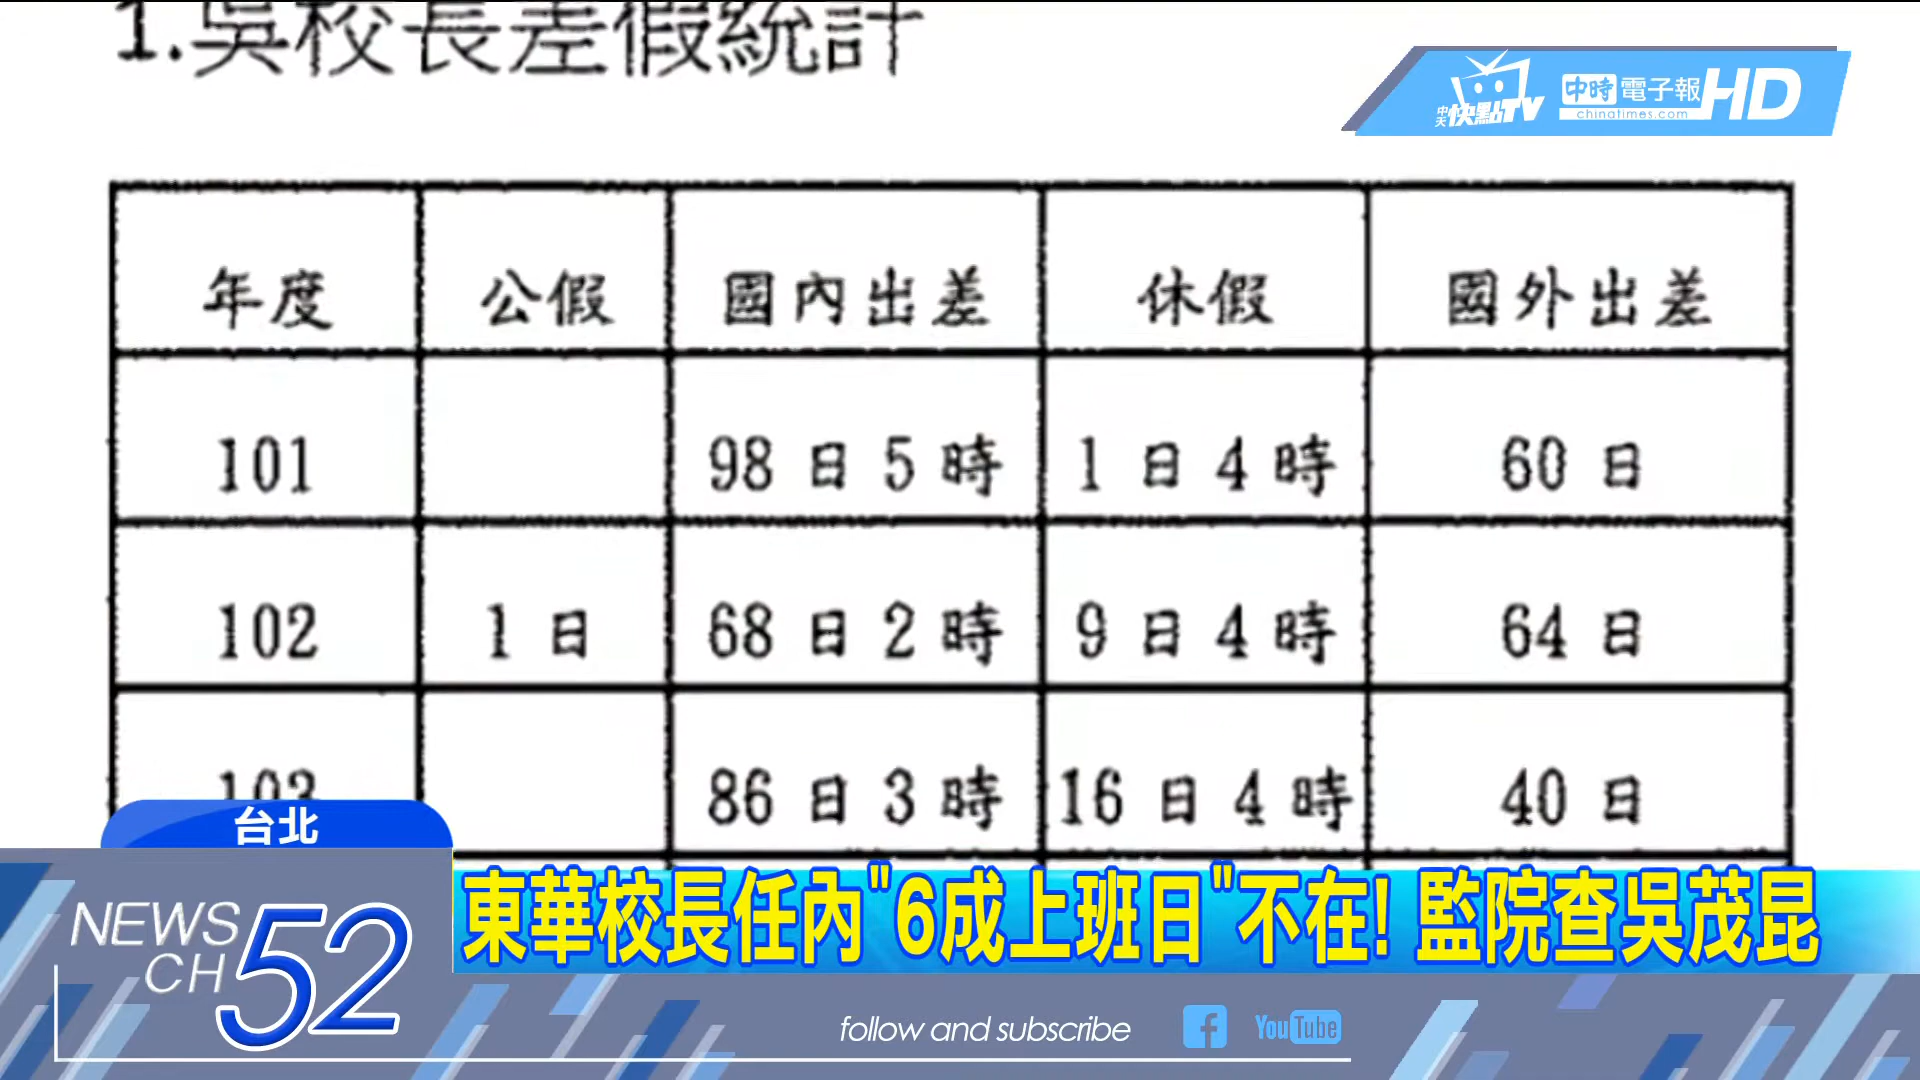 1.吳校長差假統計
中天快點TV 中時電子報 HD
chinatimes.com
年度 公假 國內出差 休假 國外出差
101 98日5時 1日4時 60日
102 1日 68日2時 9日4時 64日
103 86日3時 16日4時 40日
台北
東華校長任內"6成上班日"不在! 監院查吳茂昆
NEWS
CH 52
follow and subscribe f YouTube